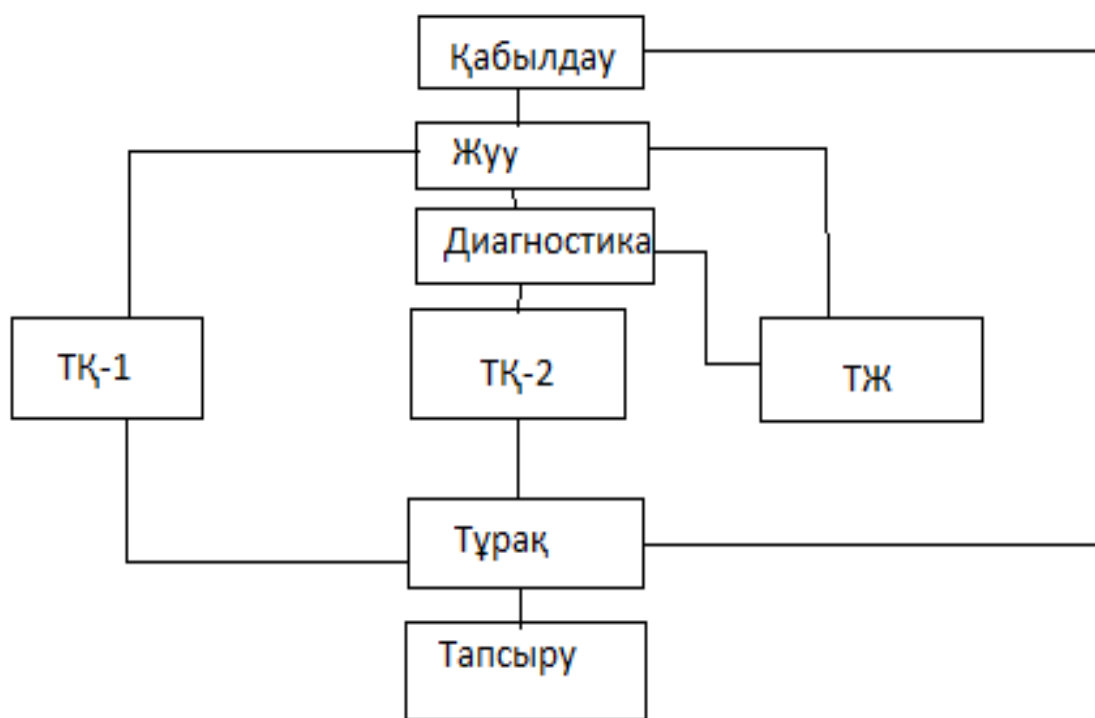 Қабылдау
Жуу
Диагностика
ТҚ-1
ТҚ-2
ТЖ
Тұрақ
Тапсыру